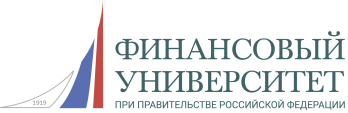 ФИНАНСОВЫЙ
УНИВЕРСИТЕТ
ПРИ ПРАВИТЕЛЬСТВЕ РОССИЙСКОЙ ФЕДЕРАЦИИ
1919